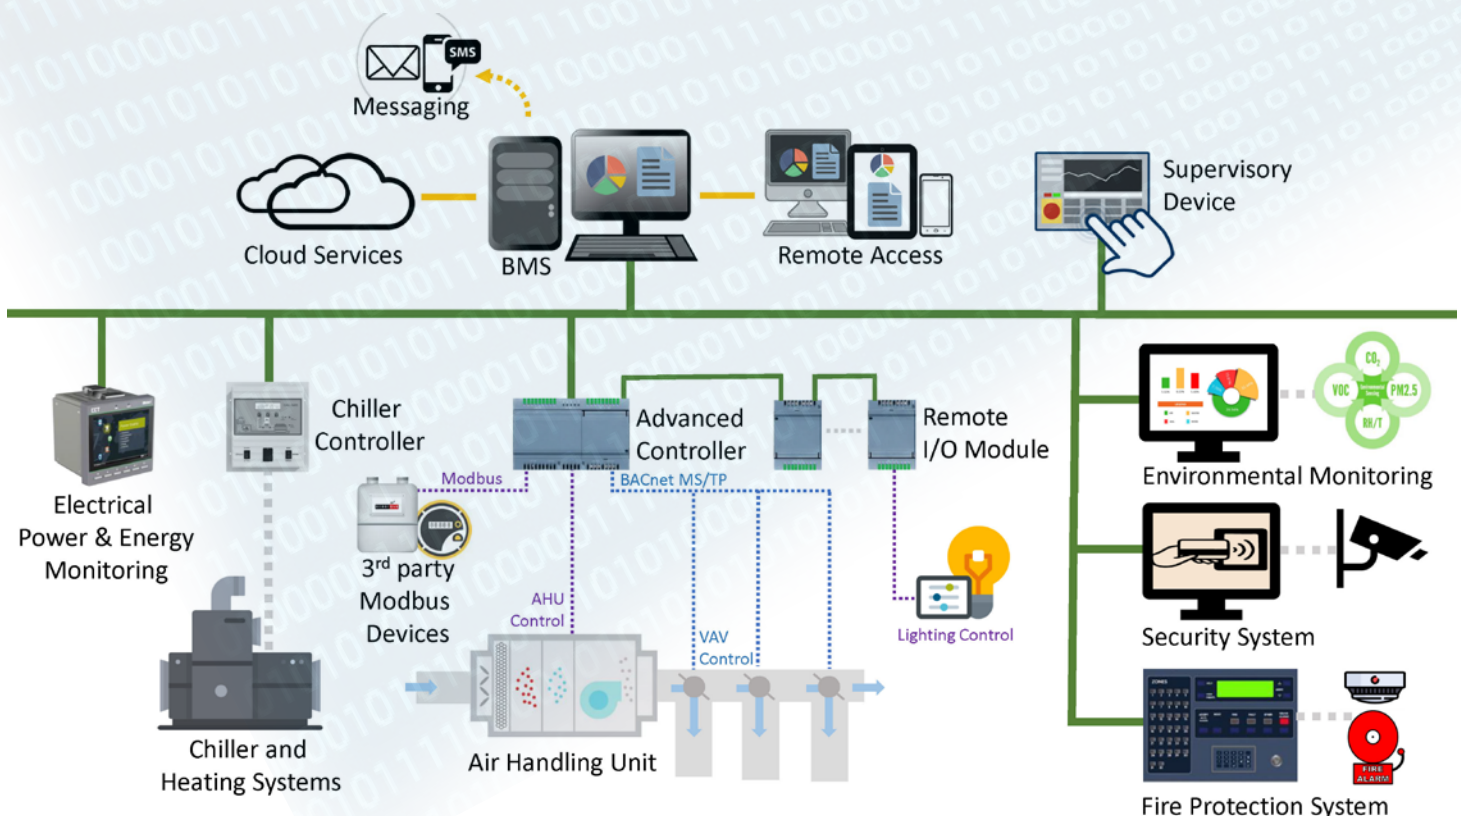 SMS
Messaging
Cloud Services
BMS
Remote Access
Supervisory
Device
Electrical
Power & Energy
Monitoring
Chiller
Controller
Chiller and
Heating Systems
Advanced
Controller
Remote
I/O Module
Modbus
BACnet MS/TP
3rd party
Modbus
Devices
AHU
Control
VAV
Control
Air Handling Unit
Lighting Control
CO2
VOC
PM2.5
RH/T
Environmental Monitoring
Security System
ZONES
FIRE
ALARM
Fire Protection System